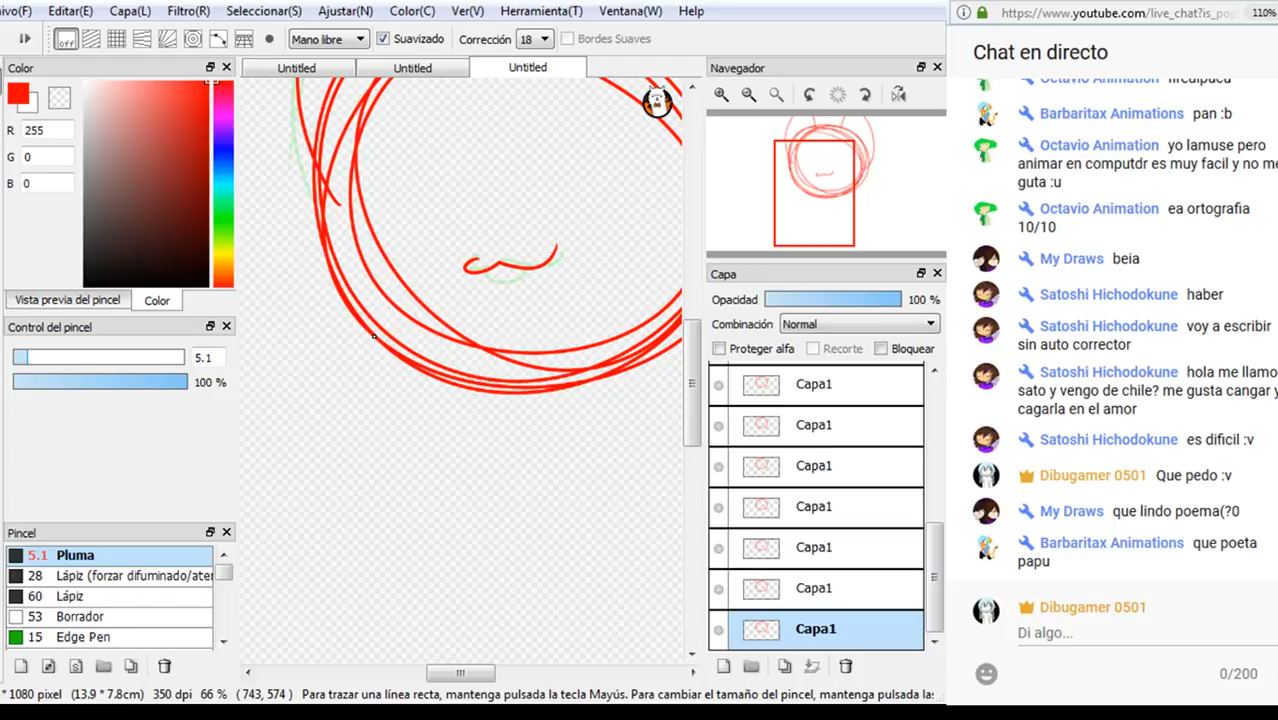 ivo(F) Editar(E) Capa(L) Filtro(R) Seleccionar(S) Ajustar(N) Color(C) Ver(V) Herramienta(T) Ventana(W) Help
off Mano libre Suavizado Corrección 18 Bordes Suaves
Color
R 255
G 0
B 0
Vista previa del pincel Color
Control del pincel
5.1
100 %
Pincel
5.1 Pluma
28 Lápiz (forzar difuminado/ater
60 Lápiz
53 Borrador
15 Edge Pen
Untitled Untitled Untitled
Navegador
Capa
Opacidad 100 %
Combinación Normal
Proteger alfa Recorte Bloquear
Capa1
Capa1
Capa1
Capa1
Capa1
Capa1
Capa1
* 1080 pixel (13.9 * 7.8cm) 350 dpi 66 % (743, 574) Para trazar una línea recta, mantenga pulsada la tecla Mayús. Para cambiar el tamaño del pincel, mantenga pulsada las
https://www.youtube.com/live_chat?is_pop 110%
Chat en directo
Octavio Animation firealpaca
Barbaritax Animations pan :b
Octavio Animation yo lamuse pero
animar en computdr es muy facil y no me
guta :u
Octavio Animation ea ortografia
10/10
My Draws beia
Satoshi Hichodokune haber
Satoshi Hichodokune voy a escribir
sin auto corrector
Satoshi Hichodokune hola me llamo
sato y vengo de chile? me gusta cangar y
cagarla en el amor
Satoshi Hichodokune es dificil :v
Dibugamer 0501 Que pedo :v
My Draws que lindo poema(?0
Barbaritax Animations que poeta
papu
Dibugamer 0501
Di algo...
0/200